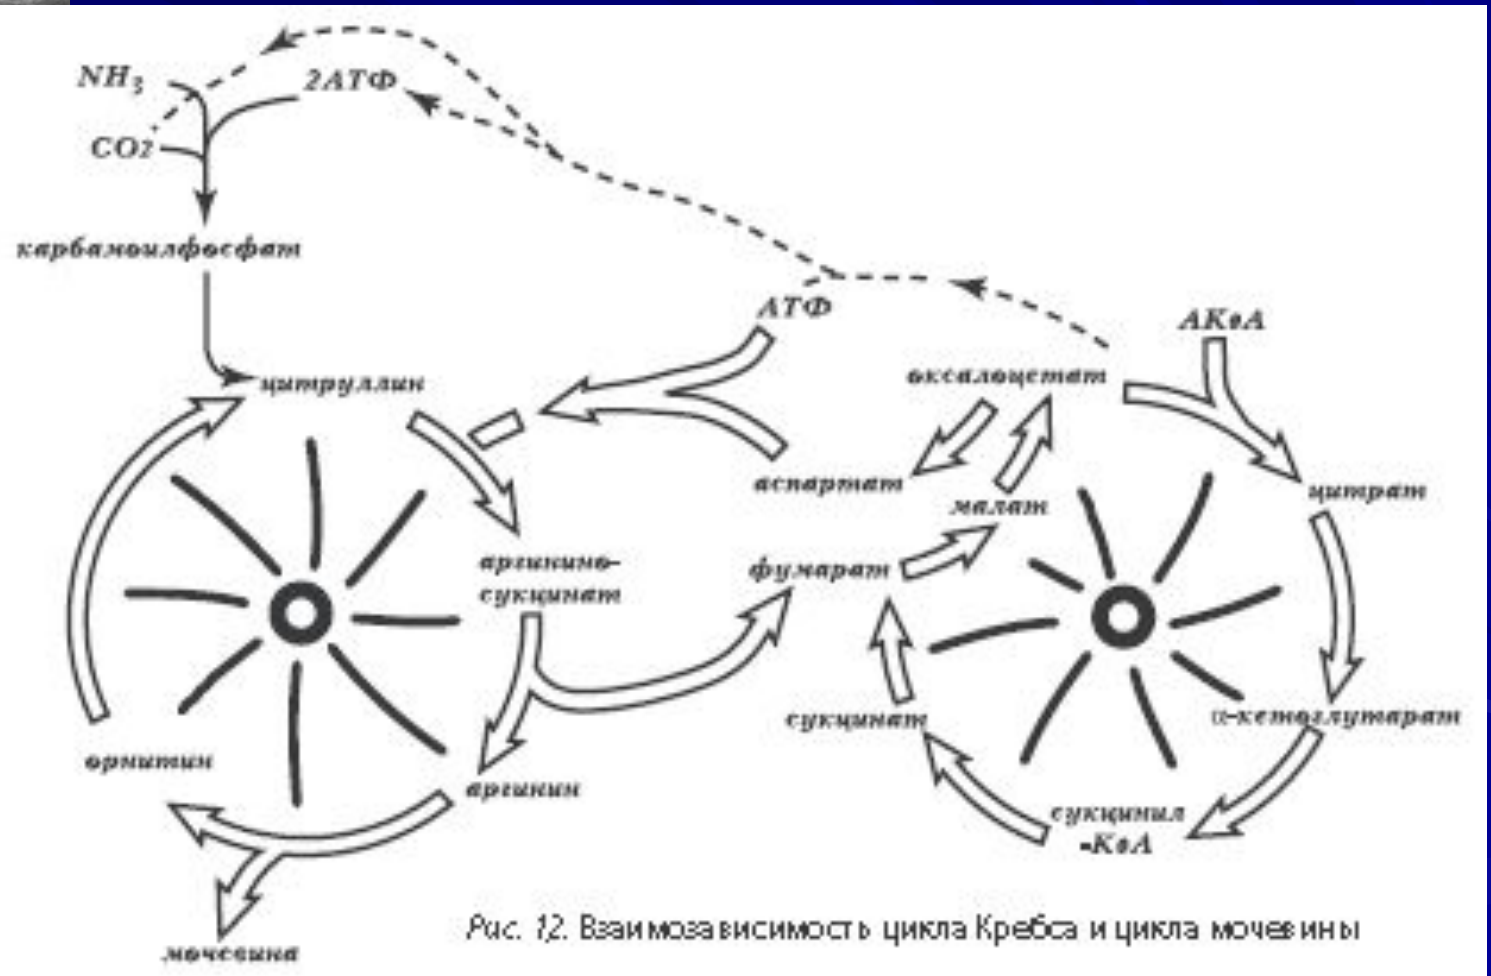 NH3
2АТФ
CO2
карбамоилфосфат
АТФ
АКоА
цитруллин
оксалоцетат
аспартат
малат
цитрат
аргинино-
сукцинат
фумарат
сукцинат
α-кетоглутарат
орнитин
аргинин
сукцинил
-КоА
мочевина
Рис. 12. Взаимозависимость цикла Кребса и цикла мочевины